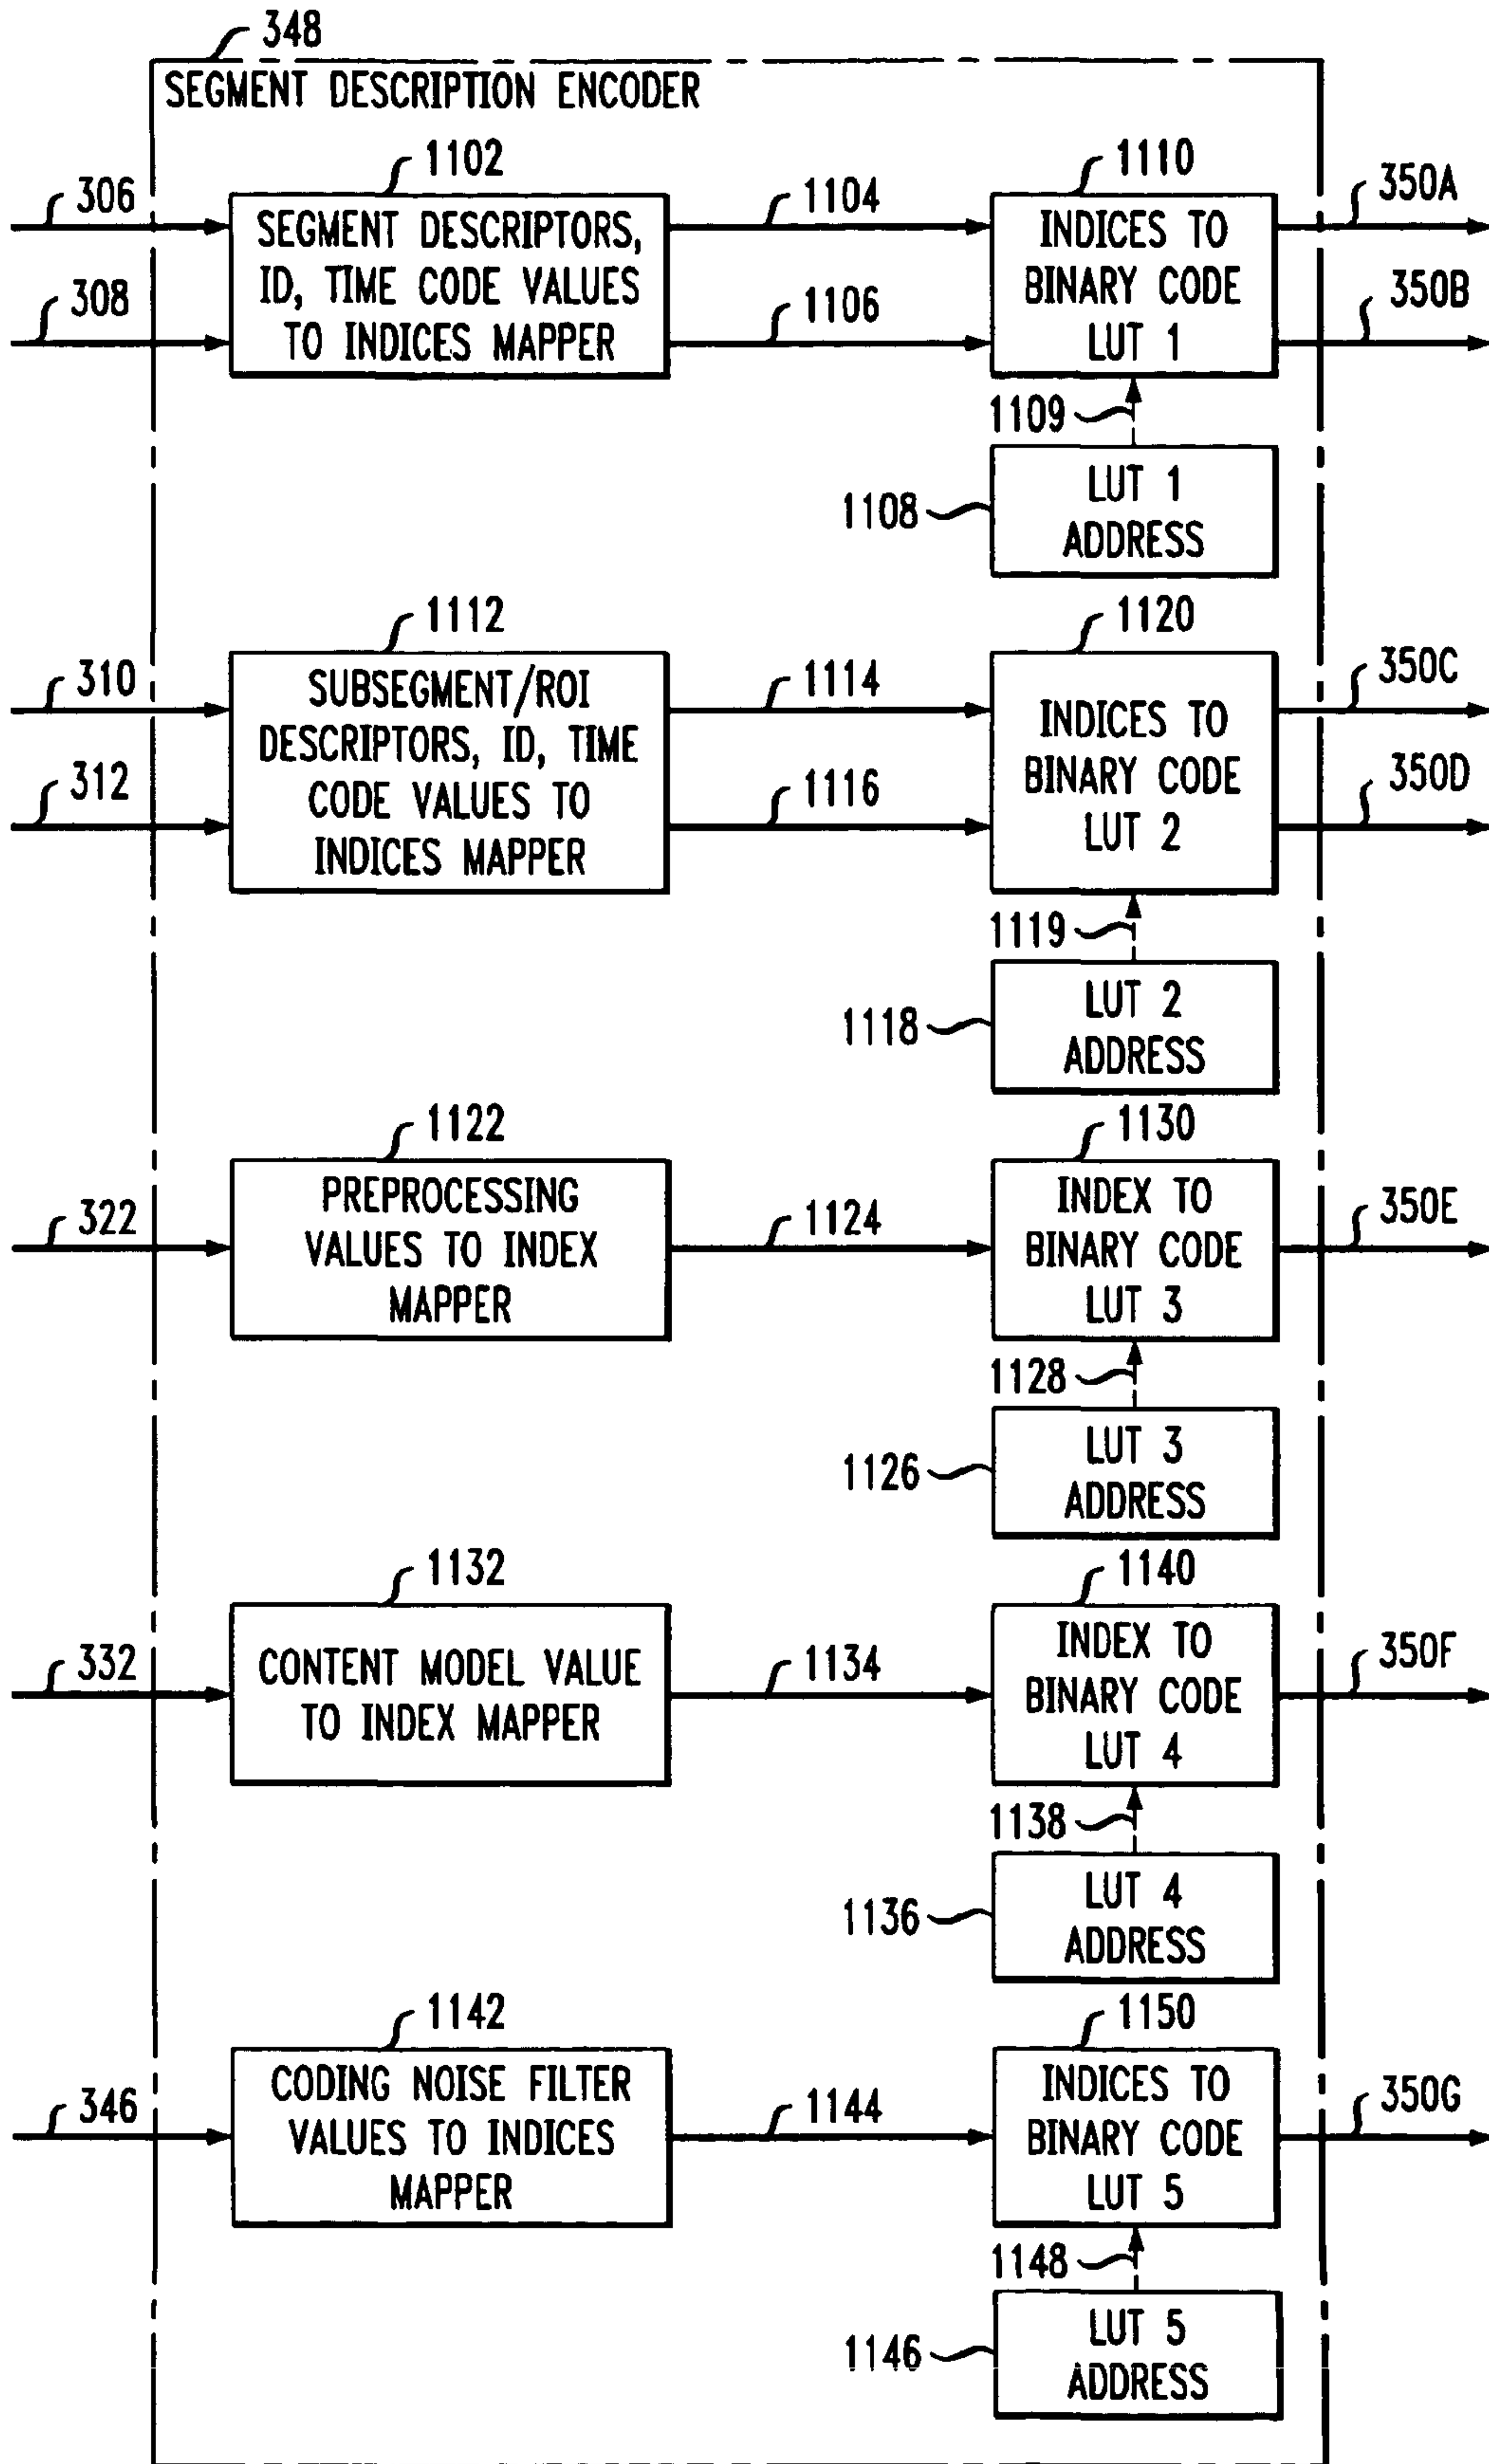 348
SEGMENT DESCRIPTION ENCODER
1102
1110
306
1104
350A
SEGMENT DESCRIPTORS,
ID, TIME CODE VALUES
TO INDICES MAPPER
INDICES TO
BINARY CODE
LUT 1
308
1106
350B
1109
1108
LUT 1
ADDRESS
1112
1120
310
1114
350C
SUBSEGMENT/ROI
DESCRIPTORS, ID, TIME
CODE VALUES TO
INDICES MAPPER
INDICES TO
BINARY CODE
LUT 2
312
1116
350D
1119
1118
LUT 2
ADDRESS
1122
1130
322
PREPROCESSING
VALUES TO INDEX
MAPPER
1124
INDEX TO
BINARY CODE
LUT 3
350E
1128
1126
LUT 3
ADDRESS
1132
1140
332
CONTENT MODEL VALUE
TO INDEX MAPPER
1134
INDEX TO
BINARY CODE
LUT 4
350F
1138
1136
LUT 4
ADDRESS
1142
1150
346
CODING NOISE FILTER
VALUES TO INDICES
MAPPER
1144
INDICES TO
BINARY CODE
LUT 5
350G
1148
1146
LUT 5
ADDRESS